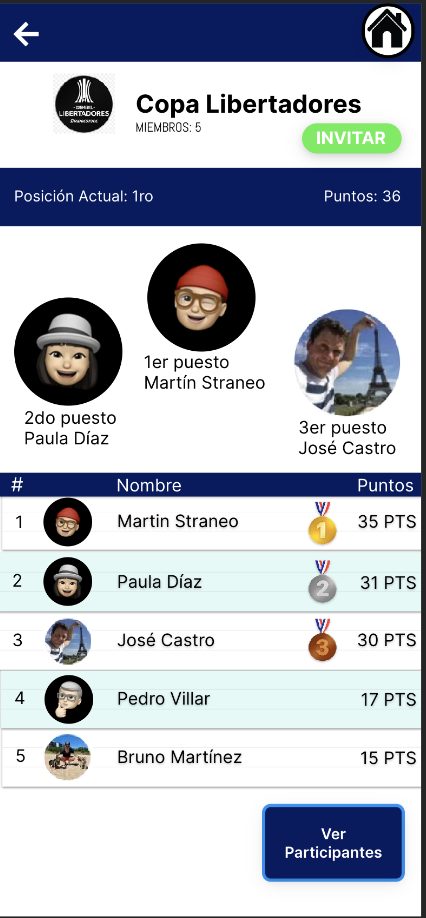 CONMEBOL
LIBERTADORES
Copa Libertadores
MIEMBROS: 5
INVITAR
Posición Actual: 1ro
Puntos: 36
1er puesto
Martín Straneo
2do puesto
Paula Díaz
3er puesto
José Castro
# Nombre Puntos
1 Martin Straneo 1 35 PTS
2 Paula Díaz 2 31 PTS
3 José Castro 3 30 PTS
4 Pedro Villar 17 PTS
5 Bruno Martínez 15 PTS
Ver
Participantes